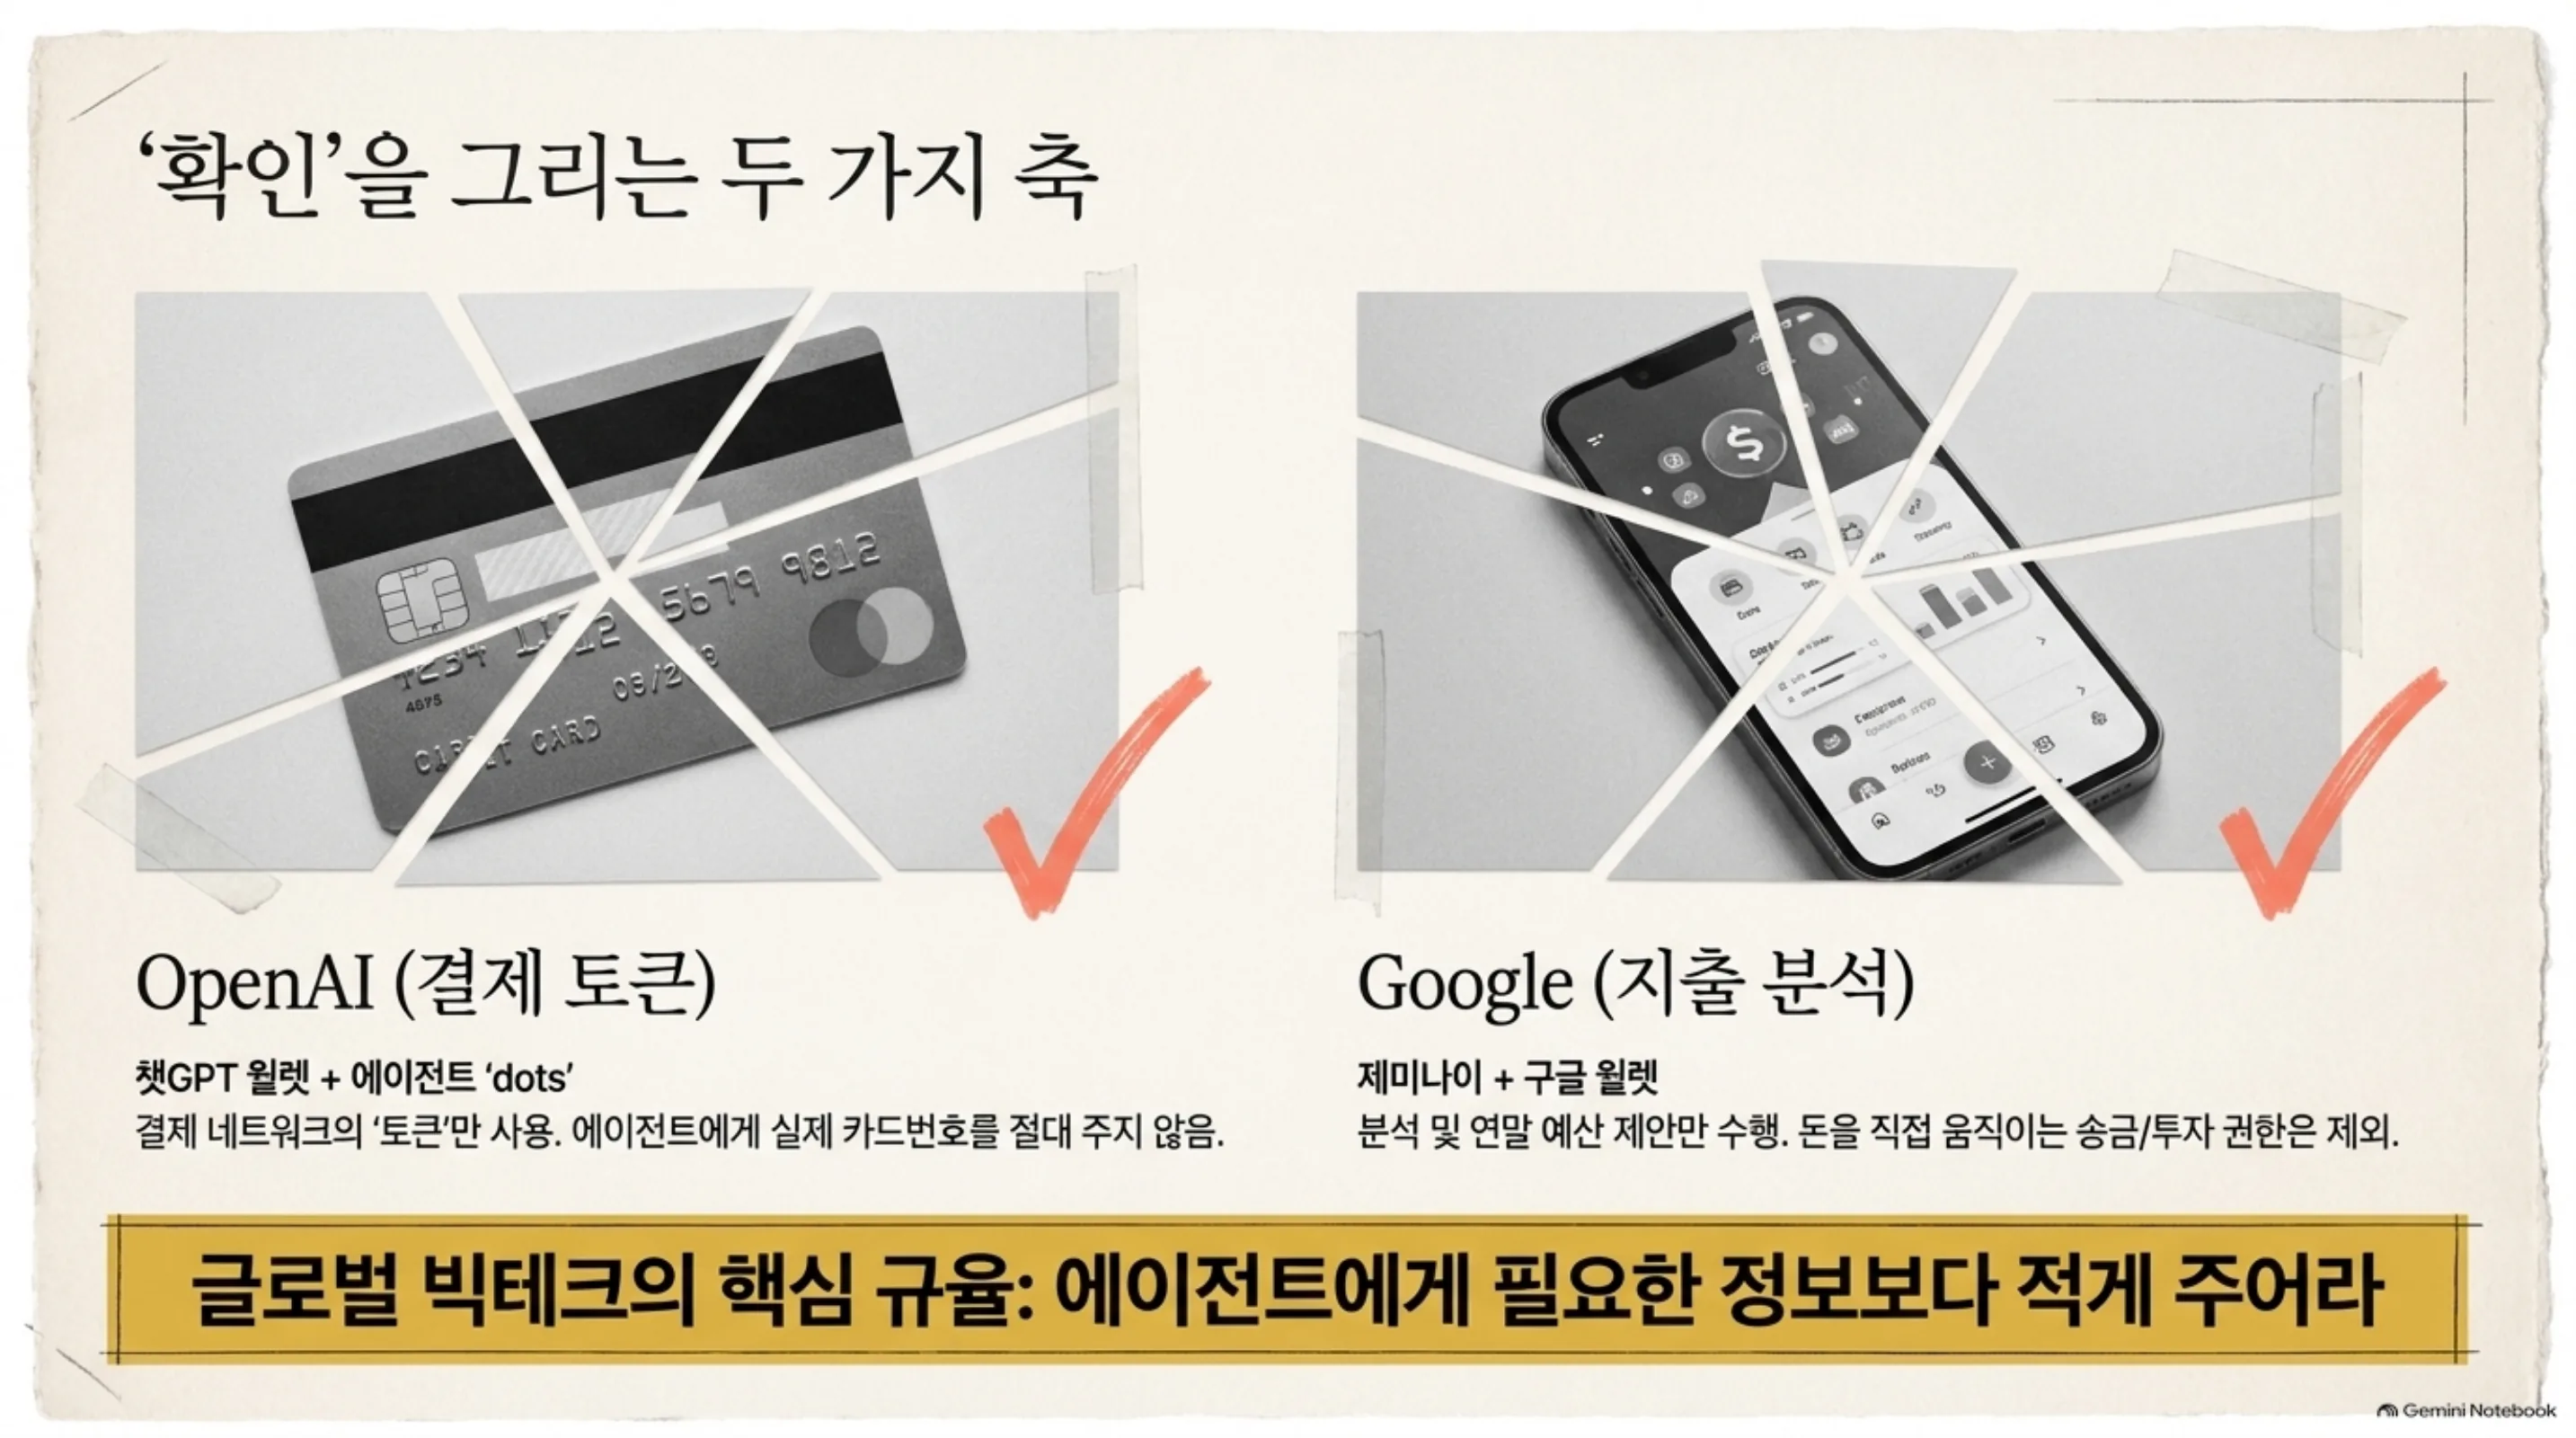 ‘확인’을 그리는 두 가지 축
5679 9812
4675
CARD
$
OpenAI (결제 토큰)
챗GPT 월렛 + 에이전트 ‘dots’
결제 네트워크의 ‘토큰’만 사용. 에이전트에게 실제 카드번호를 절대 주지 않음.
Google (지출 분석)
제미나이 + 구글 월렛
분석 및 연말 예산 제안만 수행. 돈을 직접 움직이는 송금/투자 권한은 제외.
글로벌 빅테크의 핵심 규율: 에이전트에게 필요한 정보보다 적게 주어라
Gemini Notebook